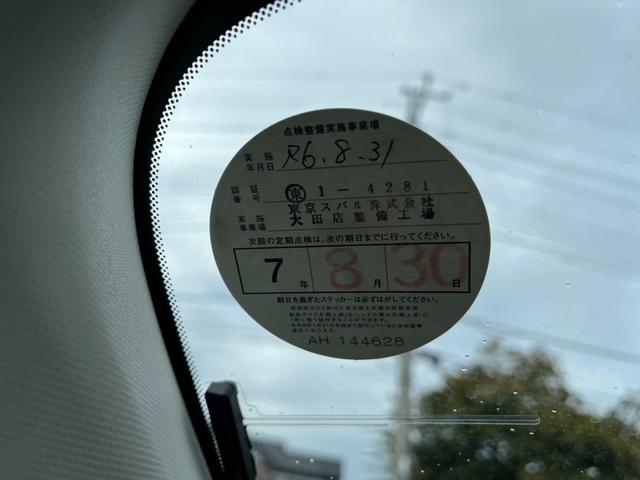 点検整備実施事業場
実施年月日 R6.8.31
認証番号 東 1-4281
東京スバル株式会社
実施事業場 大田店整備工場
次回の定期点検は、次の期日までに行ってください。
7年 8月 30日
期日を過ぎたステッカーは必ずはがしてください。
AH 144628